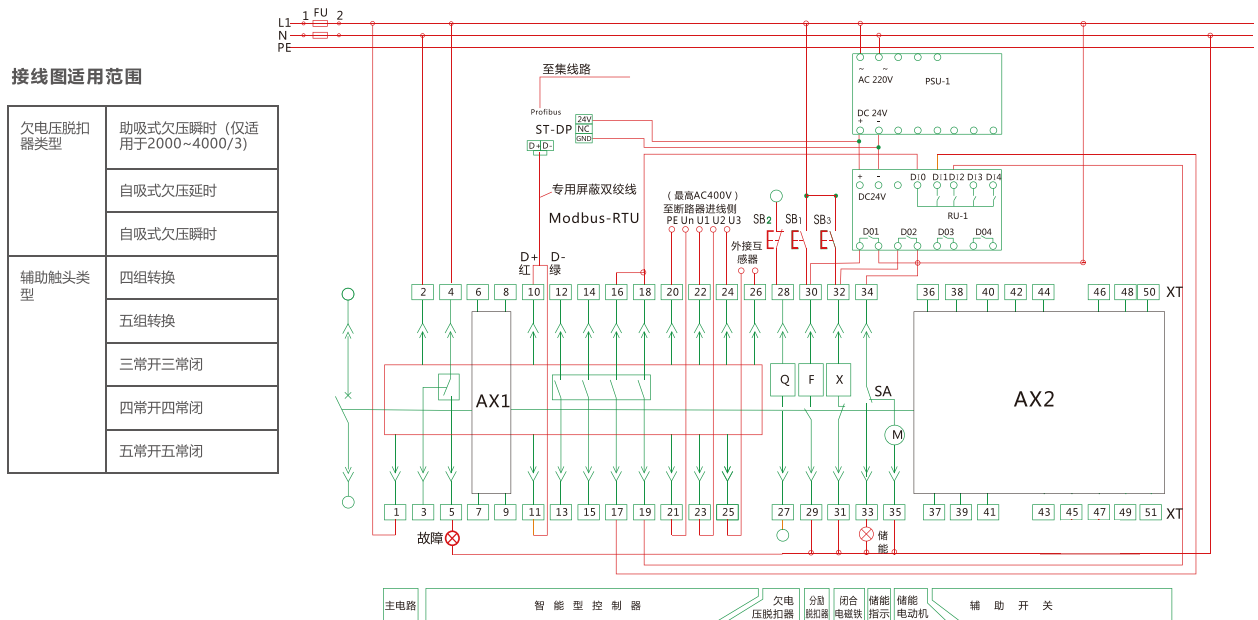 L1 1 FU 2
N
PE
接线图适用范围
欠电压脱扣
器类型
助吸式欠压瞬时（仅适
用于2000~4000/3)
自吸式欠压延时
自吸式欠压瞬时
辅助触头类
型
四组转换
五组转换
三常开三常闭
四常开四常闭
五常开五常闭
至集线路
Profibus
ST-DP
24V
NC
GND
D+ D-
专用屏蔽双绞线
Modbus-RTU
D+ D-
红 绿
(最高AC400V)
至断路器进线侧
PE Un U1 U2 U3
外接互
感器
SB2 SB1 SB3
~ ~
AC 220V PSU-1
DC 24V
+ -
+ - DI0 DI1 DI2 DI3 DI4
DC24V
RU-1
D01 D02 D03 D04
2 4 6 8 10 12 14 16 18 20 22 24 26 28 30 32 34 36 38 40 42 44 46 48 50 XT
Q F X
SA
M
AX1
AX2
1 3 5 7 9 11 13 15 17 19 21 23 25 27 29 31 33 35 37 39 41 43 45 47 49 51 XT
故障
储
能
主电路
智能型控制器
欠电
压脱扣器
分励
脱扣器
闭合
电磁铁
储能
指示
储能
电动机
辅助开关